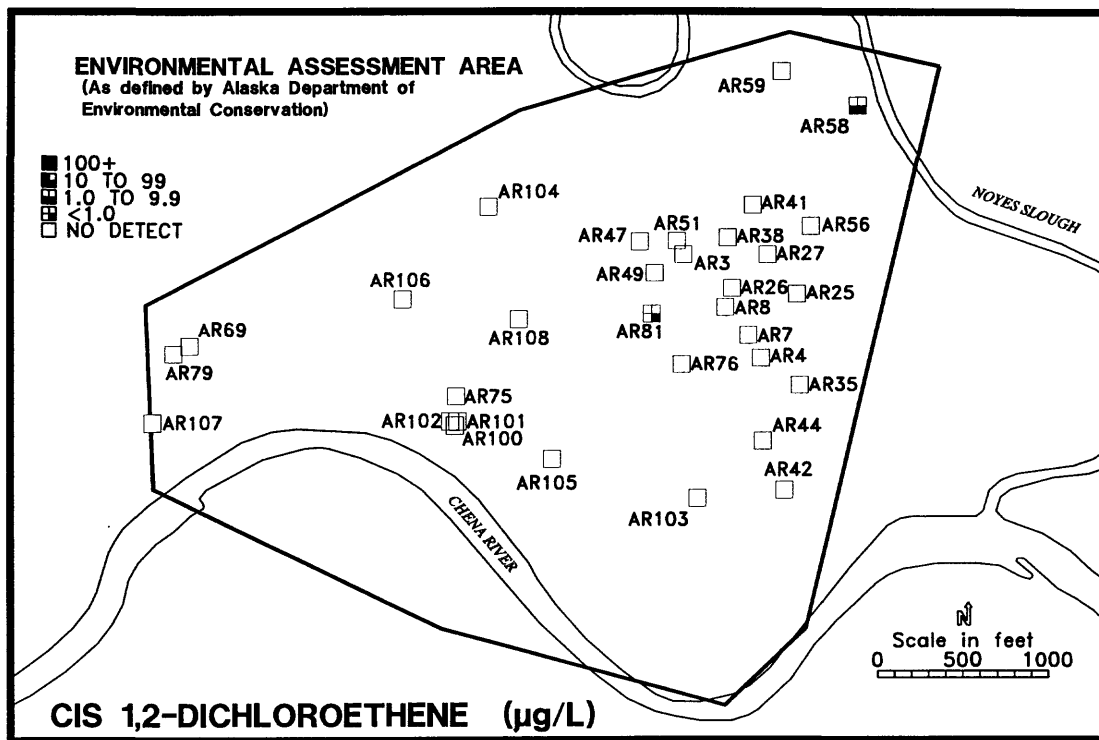 ENVIRONMENTAL ASSESSMENT AREA
(As defined by Alaska Department of
Environmental Conservation)
100+
10 TO 99
1.0 TO 9.9
<1.0
NO DETECT
AR59
AR58
AR104
AR41
AR56
NOYES SLOUGH
AR47
AR51
AR38
AR3
AR27
AR49
AR106
AR26
AR25
AR8
AR81
AR108
AR69
AR7
AR79
AR76
AR4
AR35
AR75
AR107
AR102
AR101
AR100
AR44
AR105
AR42
AR103
CHENA RIVER
N
Scale in feet
0 500 1000
CIS 1,2-DICHLOROETHENE (µg/L)